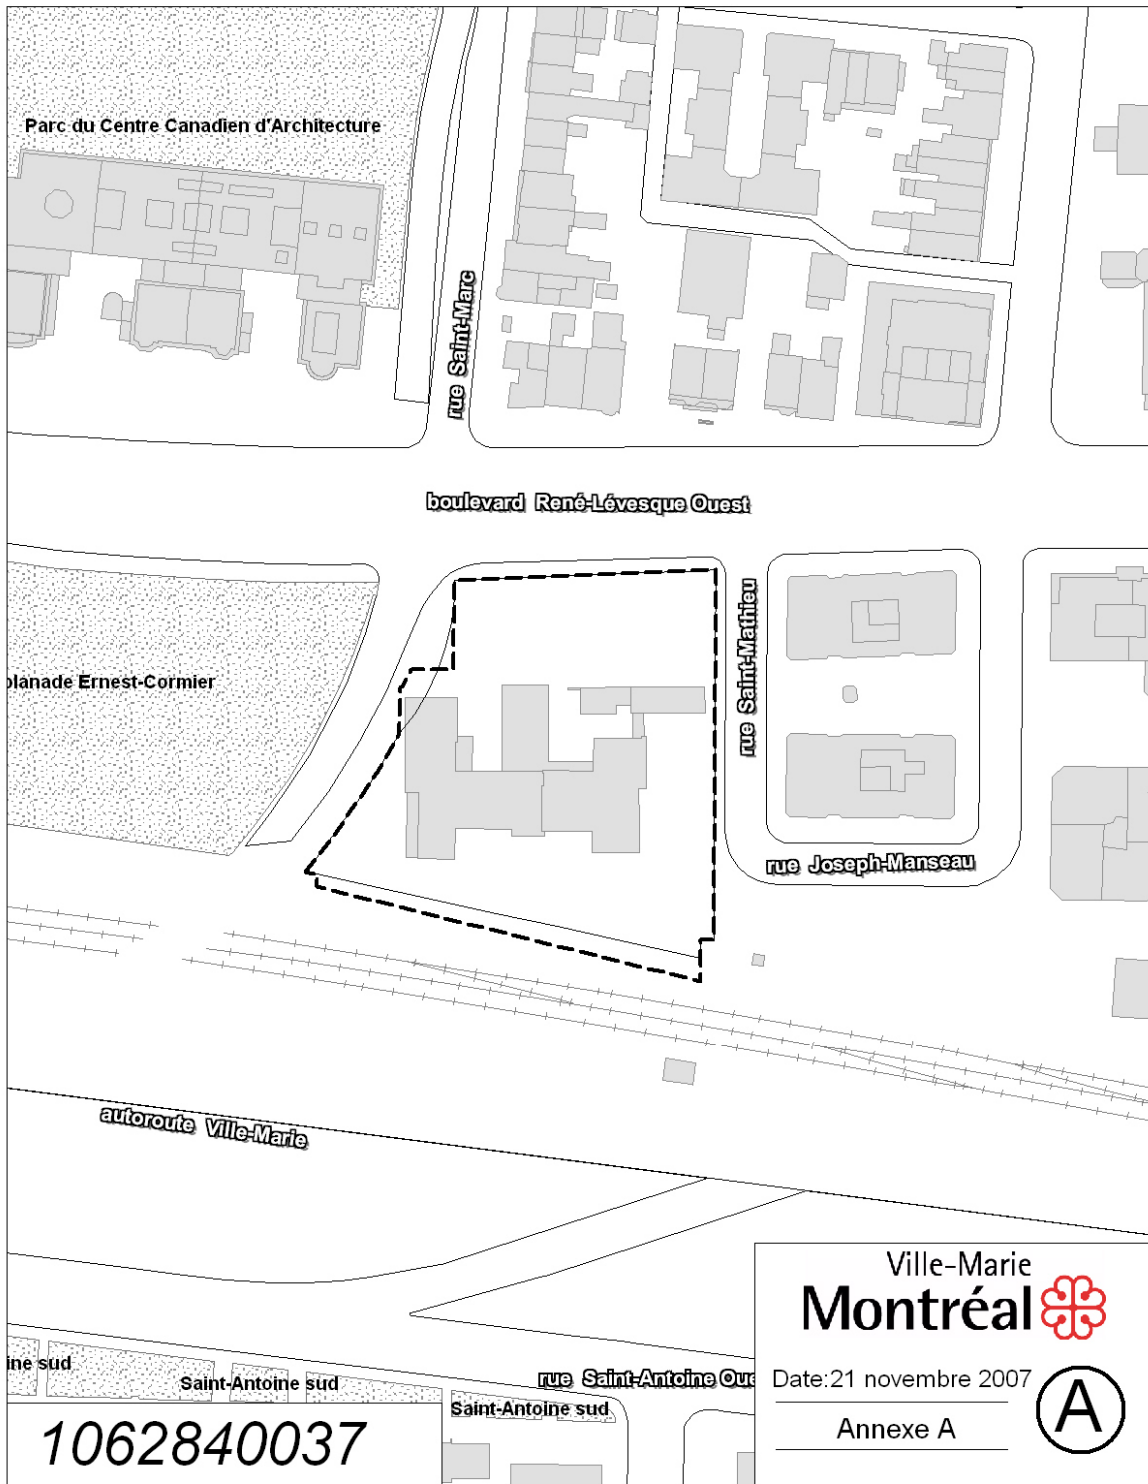 Parc du Centre Canadien d'Architecture
rue Saint-Marc
boulevard René-Lévesque Ouest
rue Saint-Mathieu
planade Ernest-Cormier
rue Joseph-Manseau
autoroute Ville-Marie
Ville-Marie
Montréal
ine sud
Saint-Antoine sud
rue Saint-Antoine Oue
Date:21 novembre 2007
Saint-Antoine sud
A
Annexe A
1062840037